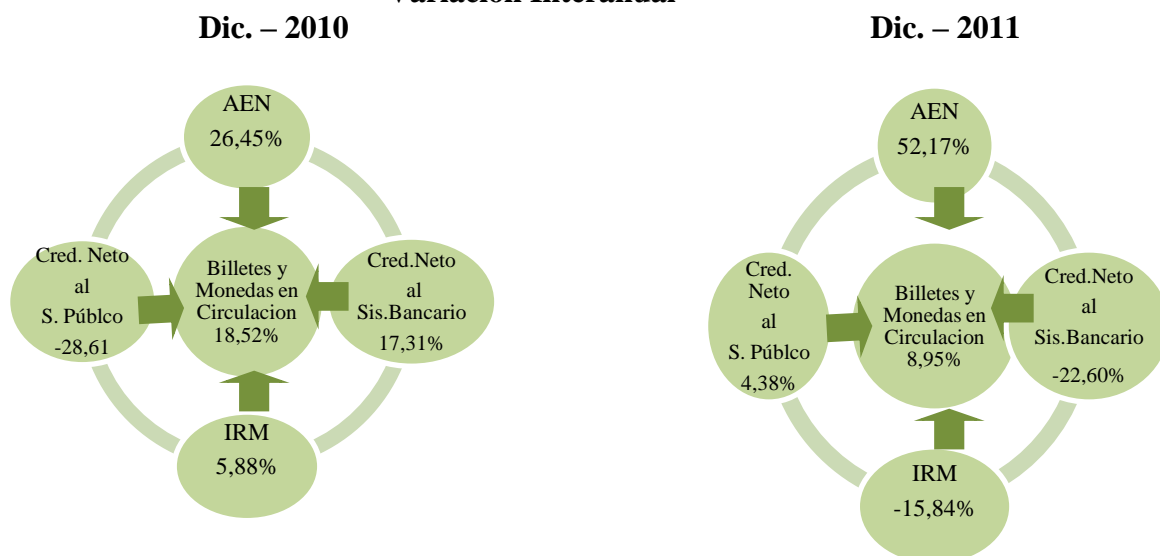 Variación Interanual
Dic. – 2010
AEN
26,45%
Cred. Neto
al
S. Públco
-28,61
Billetes y
Monedas en
Circulacion
18,52%
Cred.Neto
al
Sis.Bancario
17,31%
IRM
5,88%
Dic. – 2011
AEN
52,17%
Cred.
Neto
al
S. Públco
4,38%
Billetes y
Monedas en
Circulacion
8,95%
Cred.Neto
al
Sis.Bancario
-22,60%
IRM
-15,84%